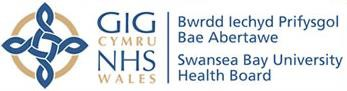 GIG
CYMRU
NHS
WALES
Bwrdd Iechyd Prifysgol
Bae Abertawe
Swansea Bay University
Health Board